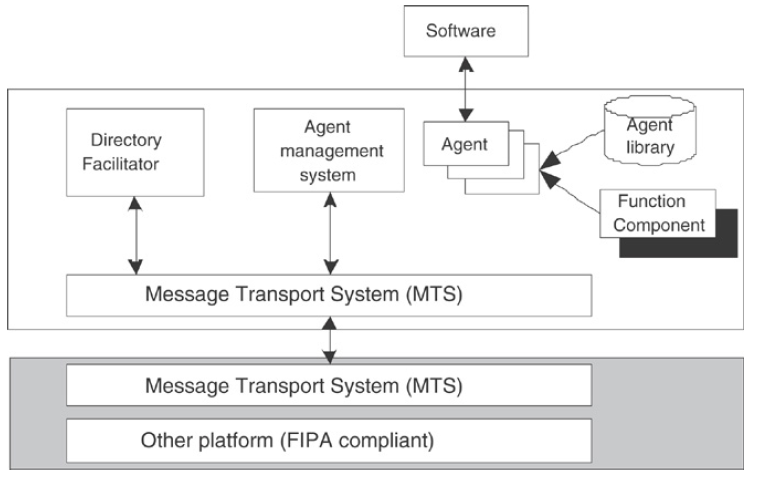 Software
Directory
Facilitator
Agent
management
system
Agent
Agent
library
Function
Component
Message Transport System (MTS)
Message Transport System (MTS)
Other platform (FIPA compliant)